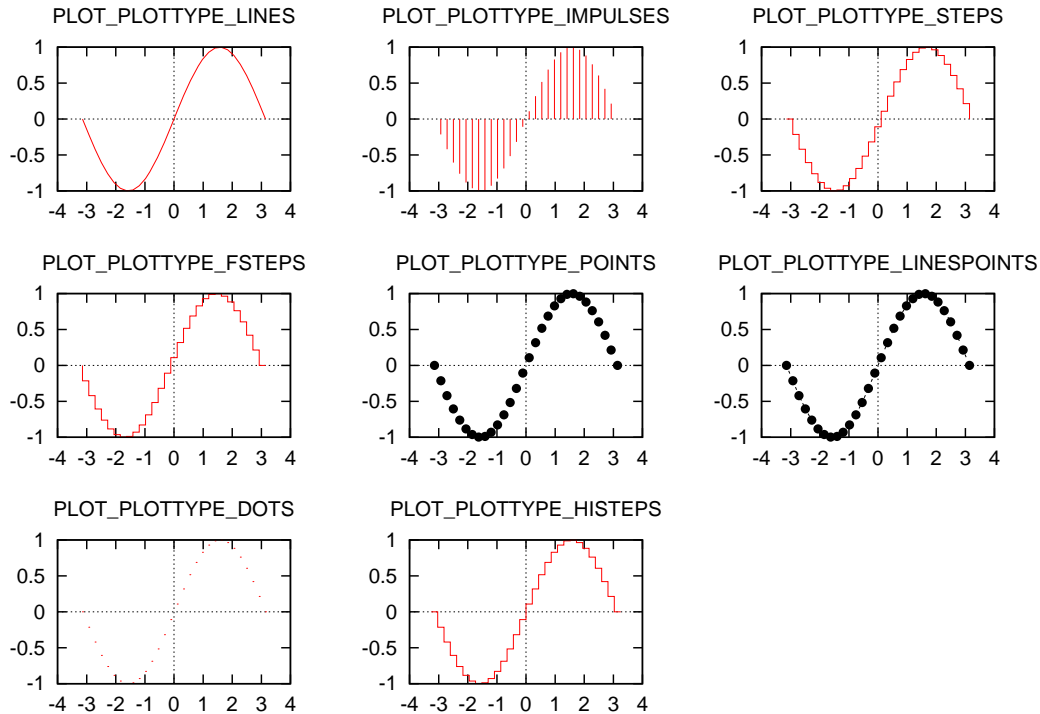 PLOT_PLOTTYPE_LINES
1
0.5
0
-0.5
-1
-4 -3 -2 -1 0 1 2 3 4
PLOT_PLOTTYPE_IMPULSES
1
0.5
0
-0.5
-1
-4 -3 -2 -1 0 1 2 3 4
PLOT_PLOTTYPE_STEPS
1
0.5
0
-0.5
-1
-4 -3 -2 -1 0 1 2 3 4
PLOT_PLOTTYPE_FSTEPS
1
0.5
0
-0.5
-1
-4 -3 -2 -1 0 1 2 3 4
PLOT_PLOTTYPE_POINTS
1
0.5
0
-0.5
-1
-4 -3 -2 -1 0 1 2 3 4
PLOT_PLOTTYPE_LINESPOINTS
1
0.5
0
-0.5
-1
-4 -3 -2 -1 0 1 2 3 4
PLOT_PLOTTYPE_DOTS
1
0.5
0
-0.5
-1
-4 -3 -2 -1 0 1 2 3 4
PLOT_PLOTTYPE_HISTEPS
1
0.5
0
-0.5
-1
-4 -3 -2 -1 0 1 2 3 4